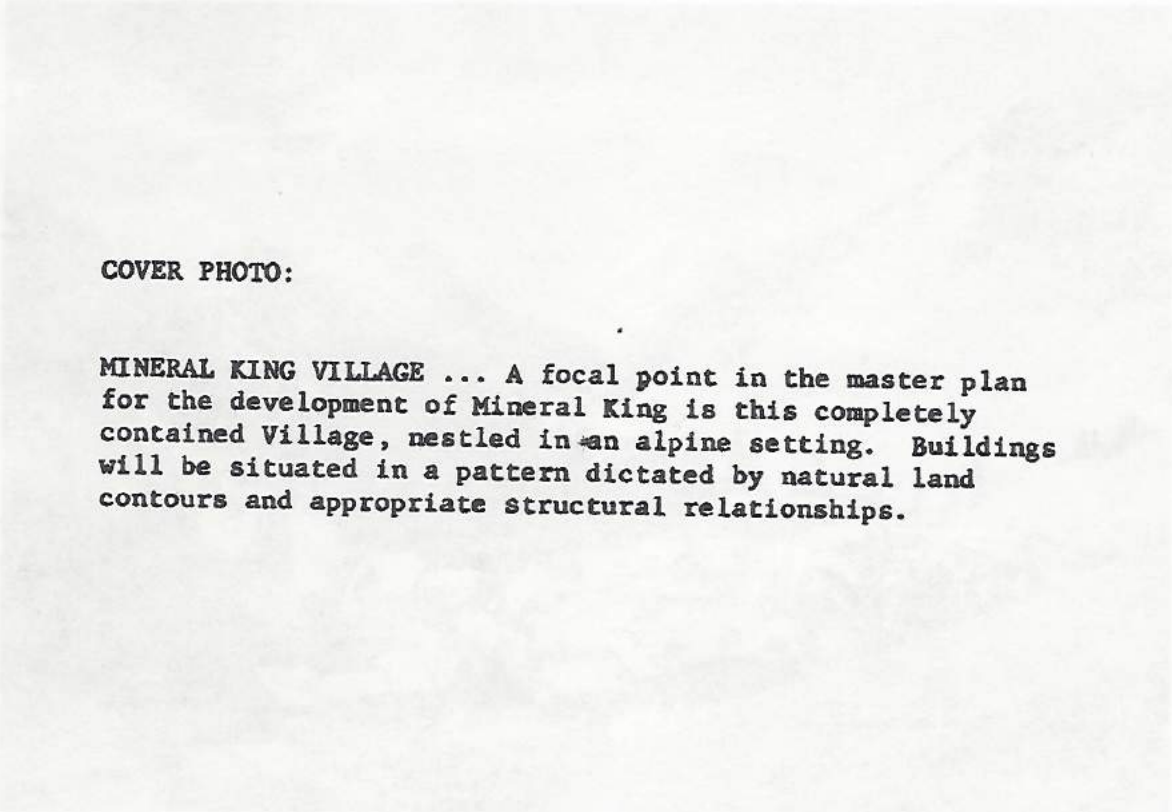 COVER PHOTO:
MINERAL KING VILLAGE ... A focal point in the master plan
for the development of Mineral King is this completely
contained Village, nestled in an alpine setting.  Buildings
will be situated in a pattern dictated by natural land
contours and appropriate structural relationships.